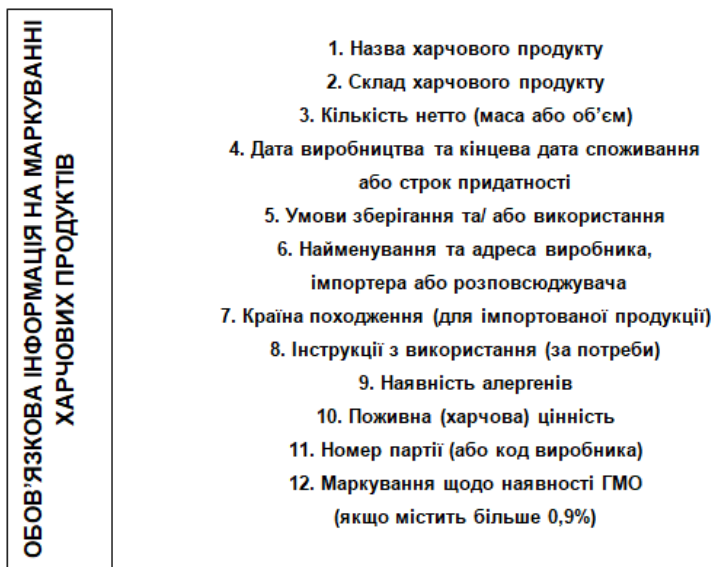 ОБОВ’ЯЗКОВА ІНФОРМАЦІЯ НА МАРКУВАННІ
ХАРЧОВИХ ПРОДУКТІВ
1. Назва харчового продукту
2. Склад харчового продукту
3. Кількість нетто (маса або об’єм)
4. Дата виробництва та кінцева дата споживання
або строк придатності
5. Умови зберігання та/ або використання
6. Найменування та адреса виробника,
імпортера або розповсюджувача
7. Країна походження (для імпортованої продукції)
8. Інструкції з використання (за потреби)
9. Наявність алергенів
10. Поживна (харчова) цінність
11. Номер партії (або код виробника)
12. Маркування щодо наявності ГМО
(якщо містить більше 0,9%)